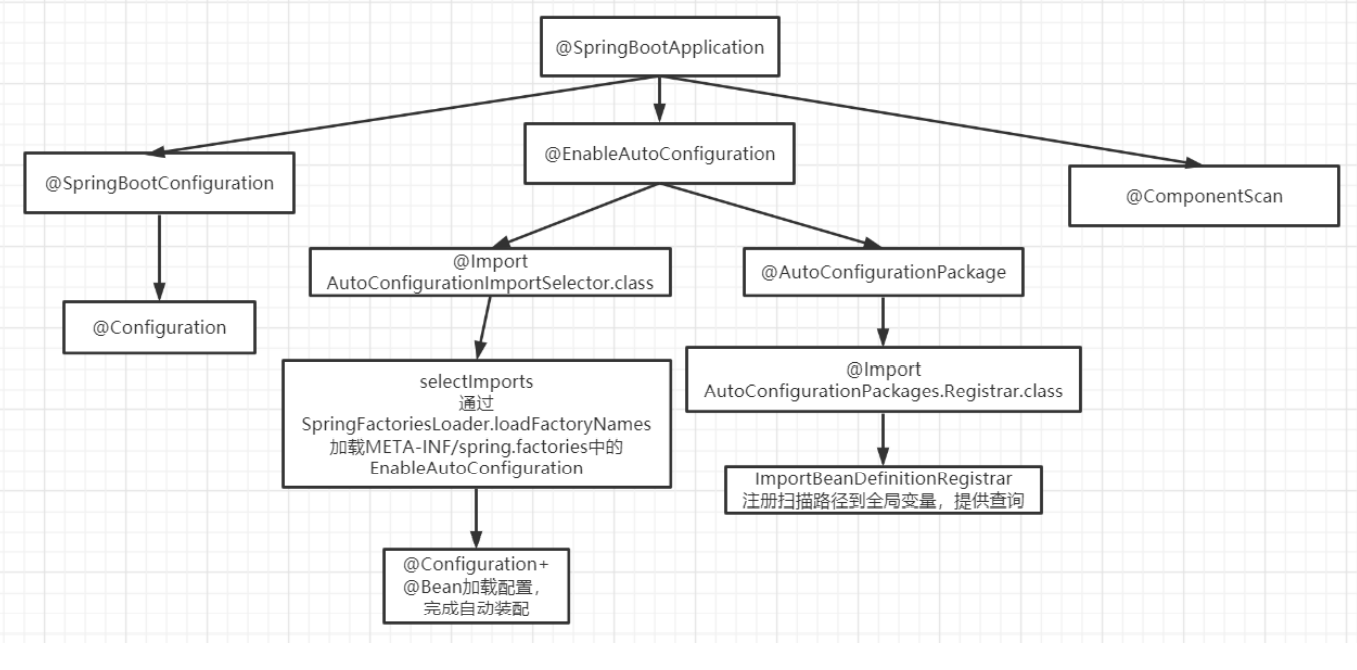 @SpringBootApplication
@EnableAutoConfiguration
@SpringBootConfiguration
@ComponentScan
@Import
AutoConfigurationImportSelector.class
@AutoConfigurationPackage
@Configuration
@Import
AutoConfigurationPackages.Registrar.class
selectImports
通过
SpringFactoriesLoader.loadFactoryNames
加载META-INF/spring.factories中的
EnableAutoConfiguration
ImportBeanDefinitionRegistrar
注册扫描路径到全局变量，提供查询
@Configuration+
@Bean加载配置，
完成自动装配